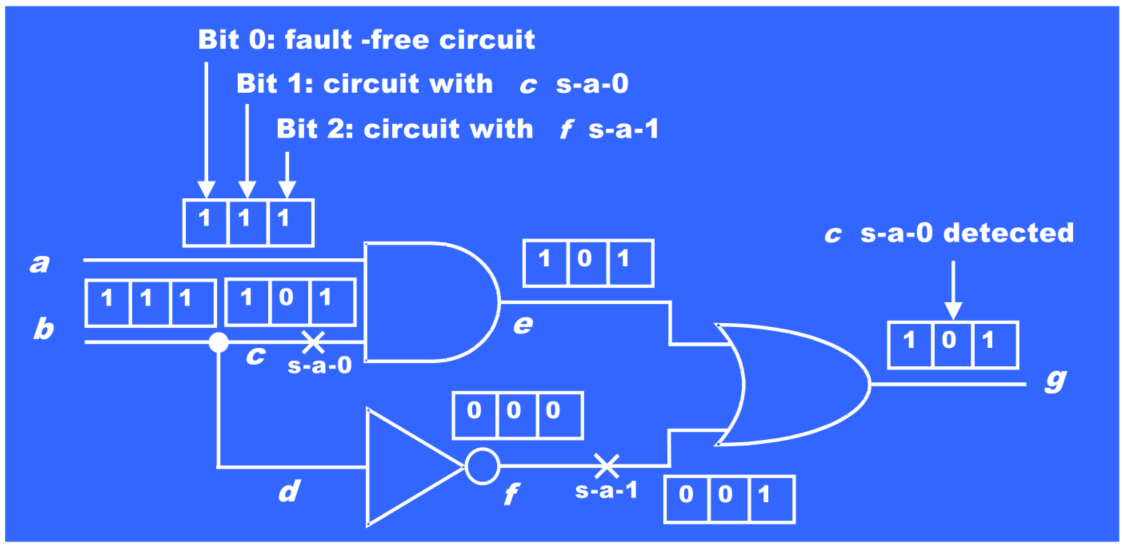 Bit 0: fault -free circuit
Bit 1: circuit with c s-a-0
Bit 2: circuit with f s-a-1
1 1 1
c s-a-0 detected
a
1 0 1
1 1 1
1 0 1
b
e
1 0 1
c
s-a-0
g
0 0 0
d
f
s-a-1
0 0 1